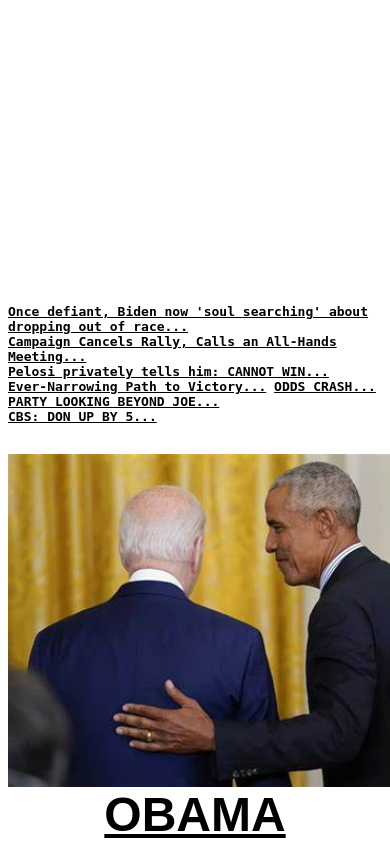 Once defiant, Biden now 'soul searching' about
dropping out of race...
Campaign Cancels Rally, Calls an All-Hands
Meeting...
Pelosi privately tells him: CANNOT WIN...
Ever-Narrowing Path to Victory... ODDS CRASH...
PARTY LOOKING BEYOND JOE...
CBS: DON UP BY 5...
OBAMA